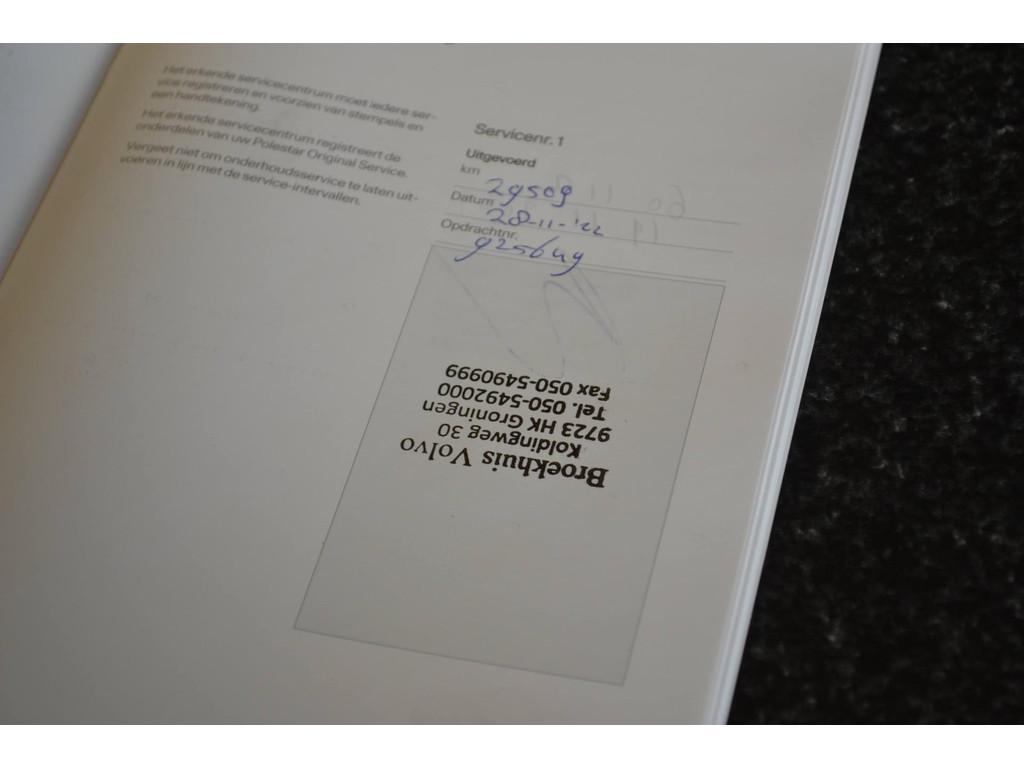 Het erkende servicecentrum moet iedere ser-
vice registreren en voorzien van stempels en
een handtekening.
Het erkende servicecentrum registreert de
onderdelen van uw Polestar Original Service.
Vergeet niet om onderhoudsservice te laten uit-
voeren in lijn met de service-intervallen.
Servicenr. 1
Uitgevoerd
km
29509
Datum
28-11-'22
Opdrachtnr.
Broekhuis Volvo
Koldingweg 30
9723 HK Groningen
Tel. 050-5492000
Fax 050-5490999